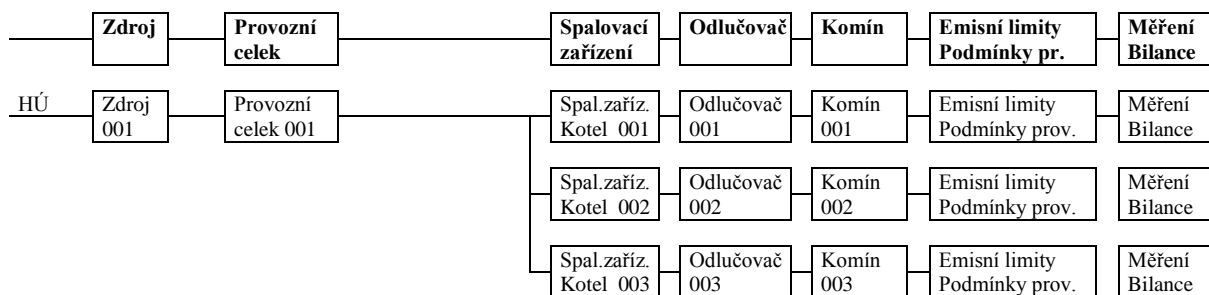 Zdroj
Provozní
celek
Spalovací
zařízení
Odlučovač
Komín
Emisní limity
Podmínky pr.
Měření
Bilance
HÚ
Zdroj
001
Provozní
celek 001
Spal.zaříz.
Kotel 001
Odlučovač
001
Komín
001
Emisní limity
Podmínky prov.
Měření
Bilance
Spal.zaříz.
Kotel 002
Odlučovač
002
Komín
002
Emisní limity
Podmínky prov.
Měření
Bilance
Spal.zaříz.
Kotel 003
Odlučovač
003
Komín
003
Emisní limity
Podmínky prov.
Měření
Bilance